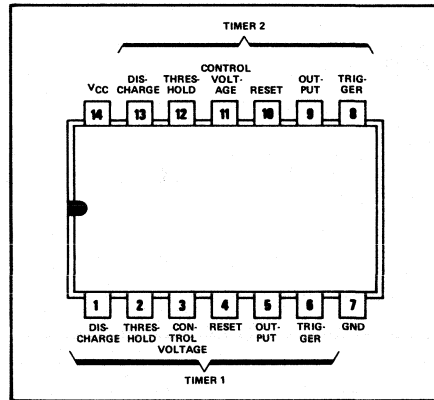 TIMER 2
VCC
DIS-
CHARGE
THRES-
HOLD
CONTROL
VOLT-
AGE
RESET
OUT-
PUT
TRIG-
GER
14 13 12 11 10 9 8
1 2 3 4 5 6 7
DIS-
CHARGE
THRES-
HOLD
CON-
TROL
VOLTAGE
RESET
OUT-
PUT
TRIG-
GER
GND
TIMER 1